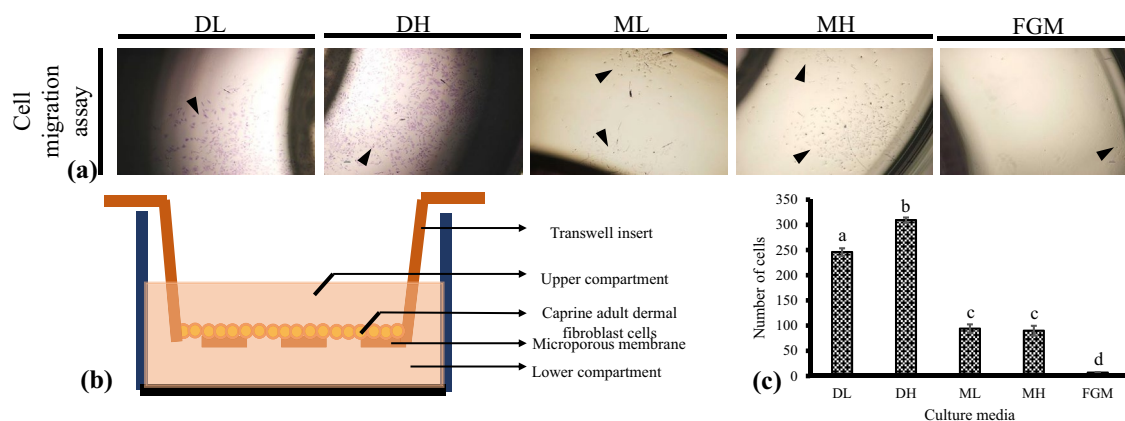 DL DH ML MH FGM
Cell
migration
assay
(a)
Transwell insert
Upper compartment
Caprine adult dermal
fibroblast cells
Microporous membrane
Lower compartment
(b)
350
300
250
200
150
100
50
0
Number of cells
a
b
c
c
d
DL DH ML MH FGM
Culture media
(c)